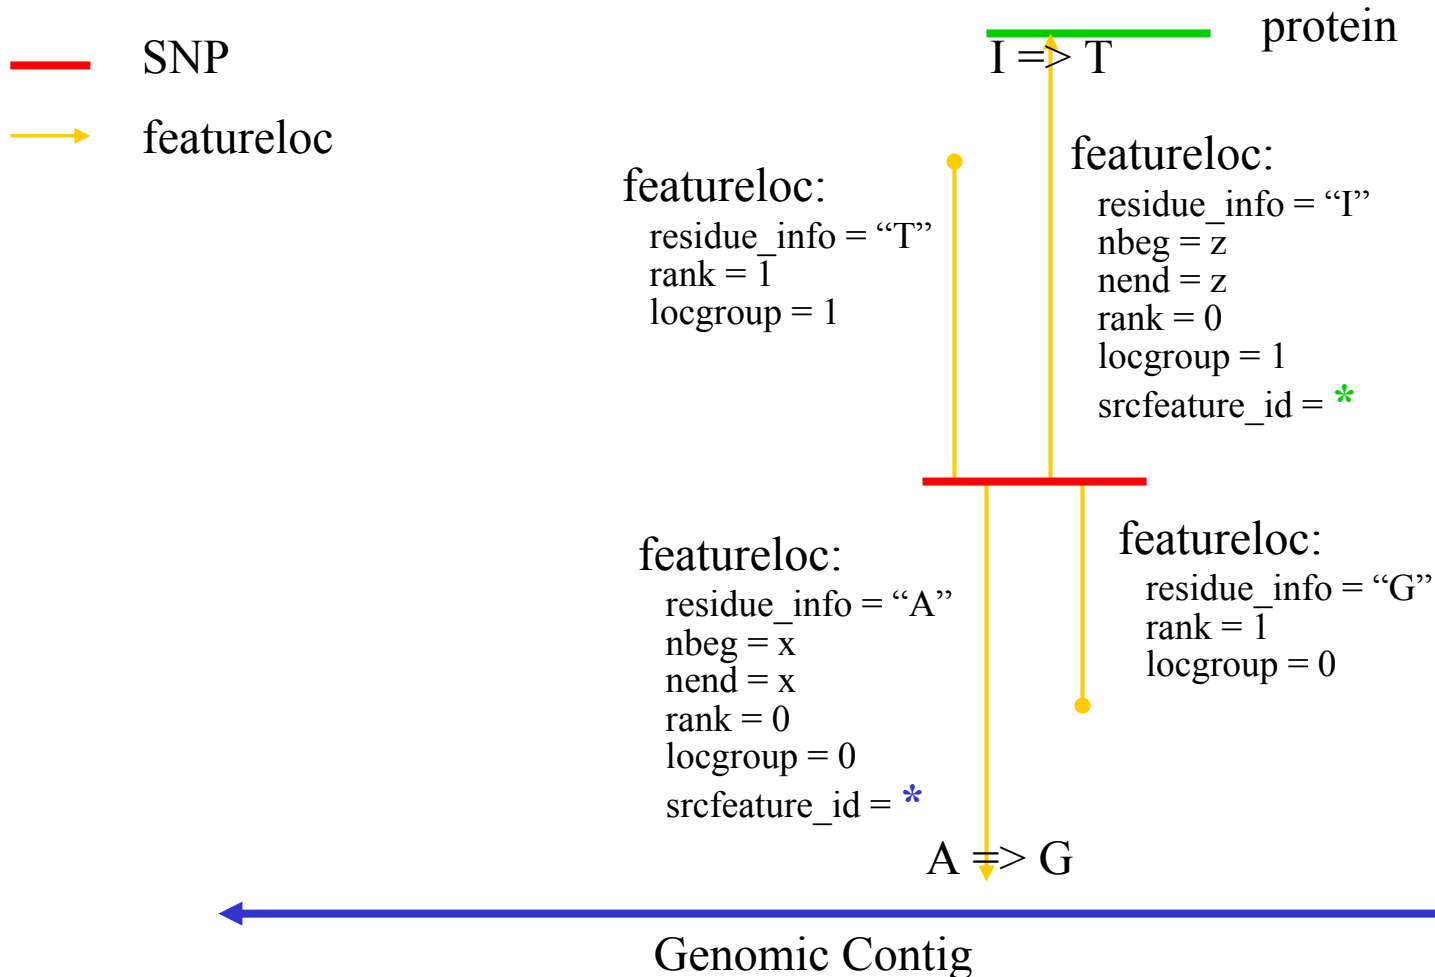 SNP
featureloc
protein
I => T
featureloc:
residue_info = “T”
rank = 1
locgroup = 1
featureloc:
residue_info = “I”
nbeg = z
nend = z
rank = 0
locgroup = 1
srcfeature_id = *
featureloc:
residue_info = “A”
nbeg = x
nend = x
rank = 0
locgroup = 0
srcfeature_id = *
featureloc:
residue_info = “G”
rank = 1
locgroup = 0
A => G
Genomic Contig